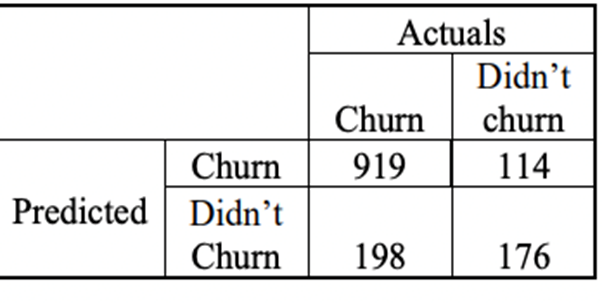 Actuals
Churn Didn’t churn
Churn 919 114
Predicted
Didn’t Churn 198 176